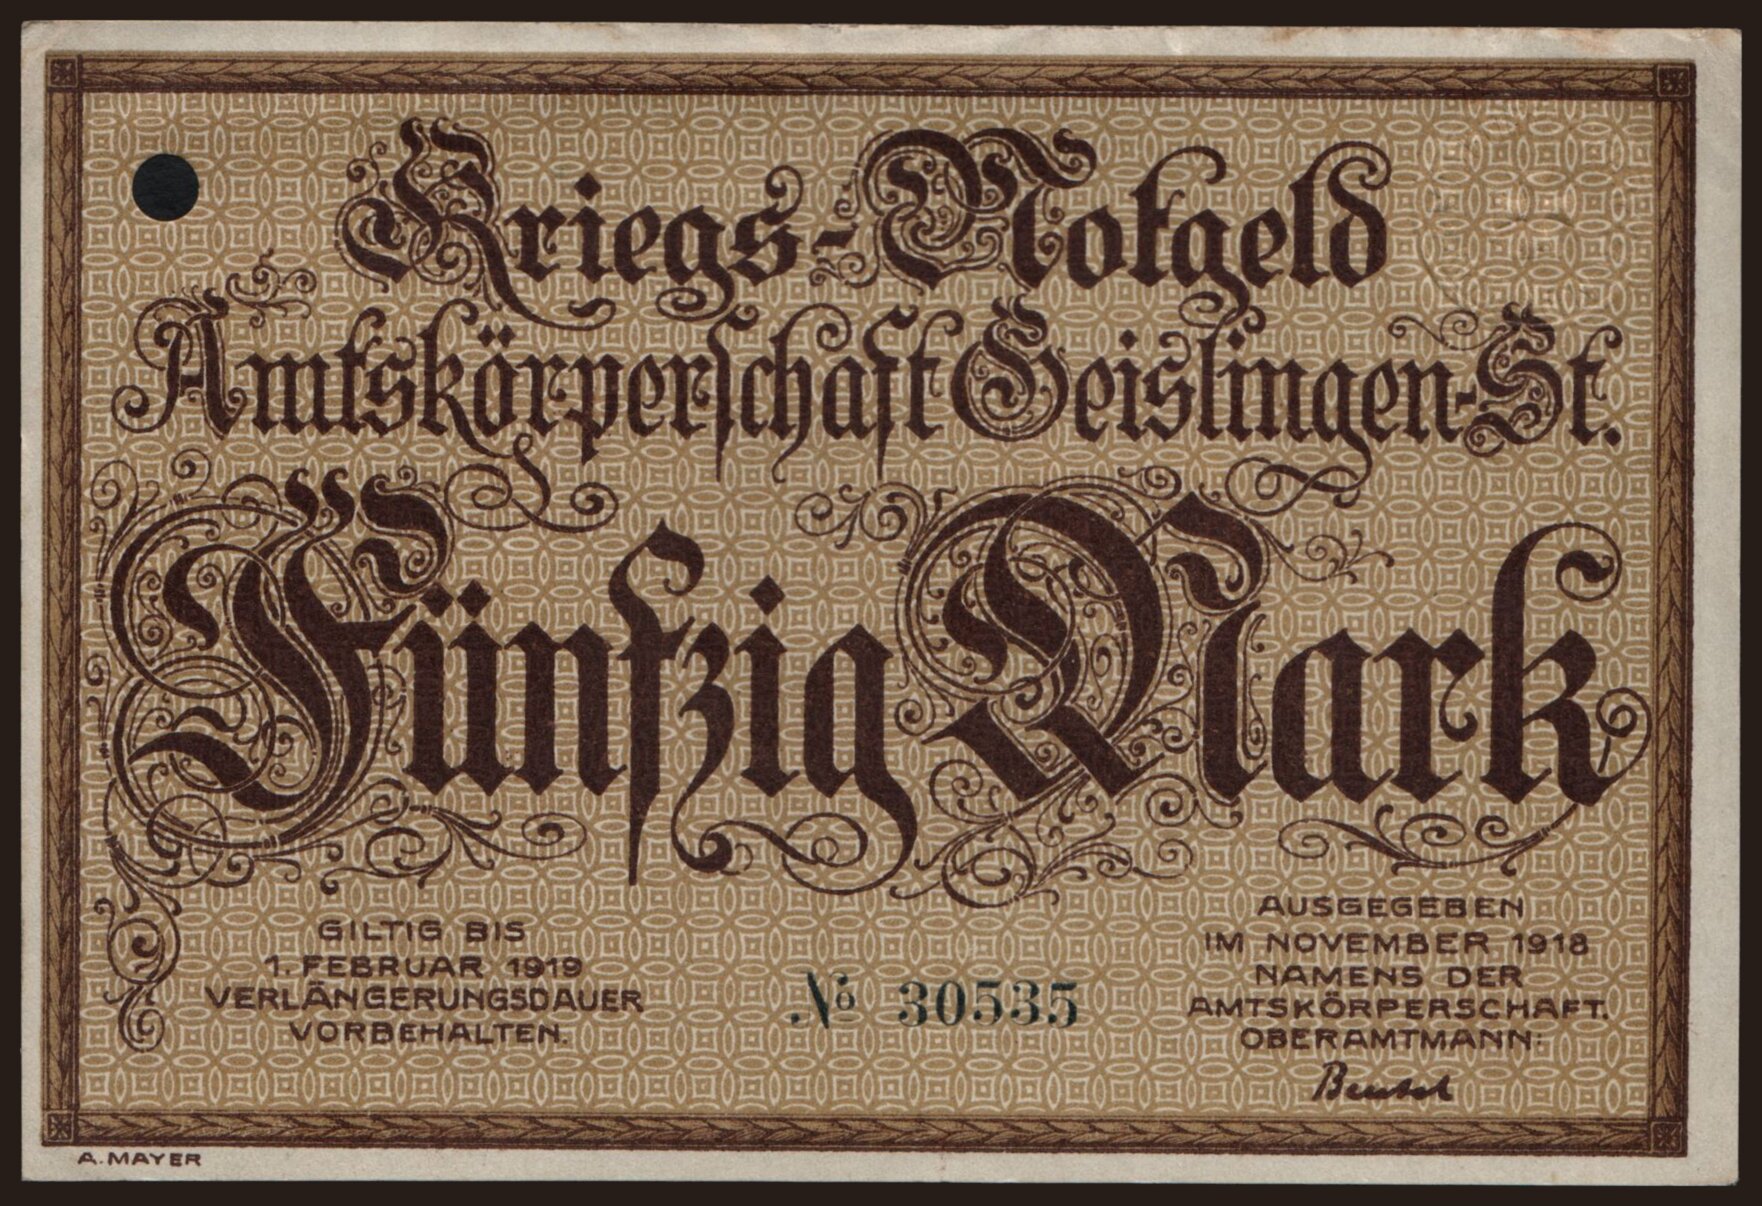 Kriegs-Notgeld
Amtskörperschaft Geislingen-St.
Fünfzig Mark
GILTIG BIS
1. FEBRUAR 1919
VERLÄNGERUNGSDAUER
VORBEHALTEN.
No 30535
AUSGEGEBEN
IM NOVEMBER 1918
NAMENS DER
AMTSKÖRPERSCHAFT.
OBERAMTMANN:
A. MAYER